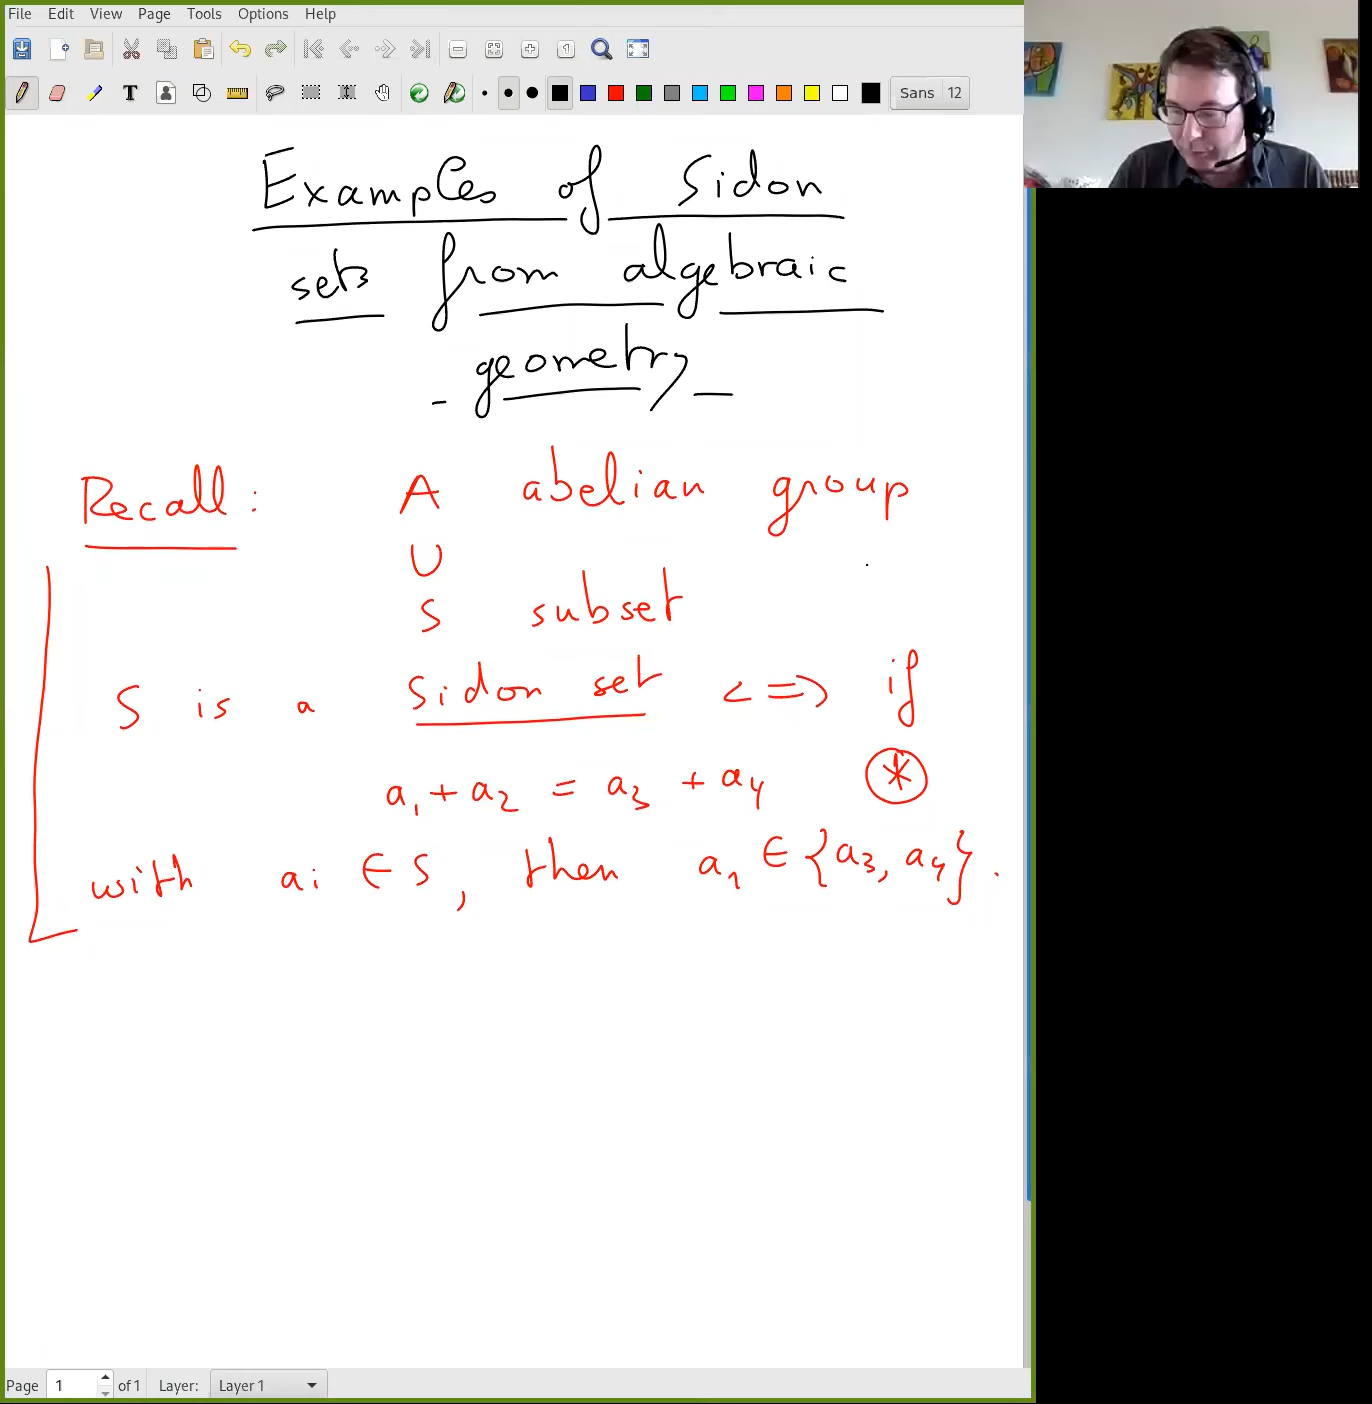 File Edit View Page Tools Options Help
Sans 12
Examples of Sidon
sets from algebraic
- geometry -
Recall: A abelian group
∪
S subset
S is a Sidon set <=> if
a₁ + a₂ = a₃ + a₄ (*)
with aᵢ ∈ S, then a₁ ∈ {a₃, a₄}.
Page 1 of 1 Layer: Layer 1